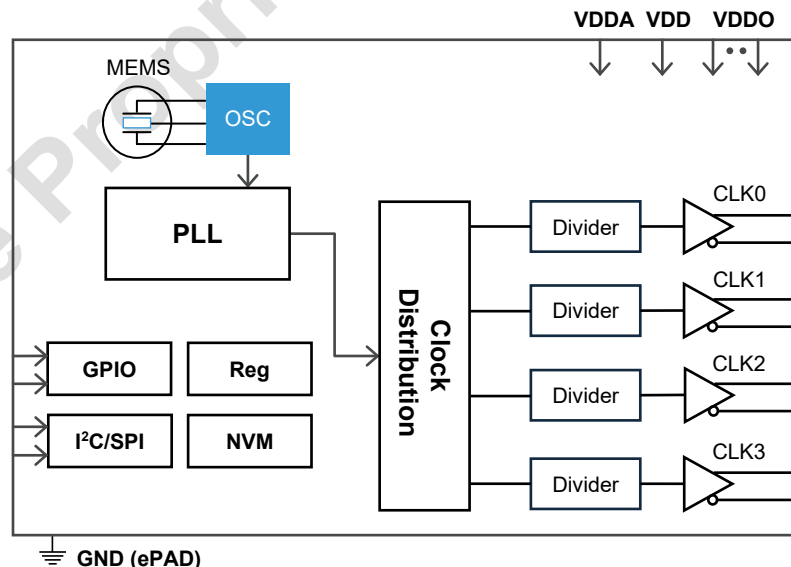 VDDA VDD VDDO
MEMS
OSC
CLK0
PLL
Divider
CLK1
Divider
Clock
Distribution
GPIO
Reg
CLK2
Divider
I²C/SPI
NVM
CLK3
Divider
GND (ePAD)